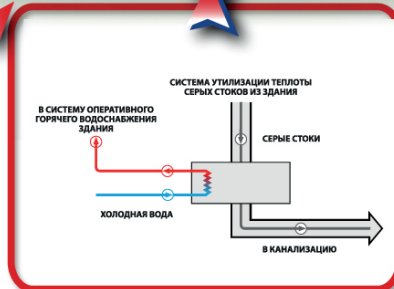 СИСТЕМА УТИЛИЗАЦИИ ТЕПЛОТЫ
СЕРЫХ СТОКОВ ИЗ ЗДАНИЯ
В СИСТЕМУ ОПЕРАТИВНОГО
ГОРЯЧЕГО ВОДОСНАБЖЕНИЯ
ЗДАНИЯ
СЕРЫЕ СТОКИ
ХОЛОДНАЯ ВОДА
В КАНАЛИЗАЦИЮ